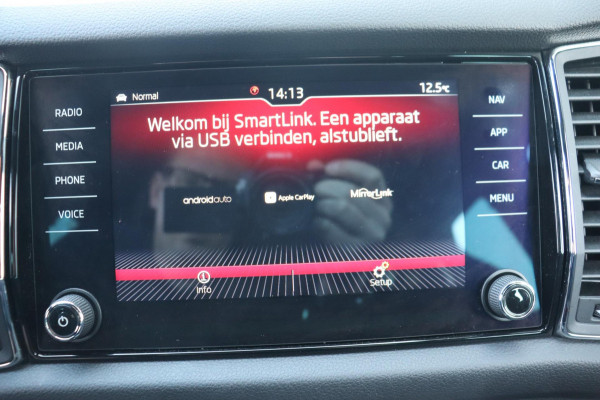 Normal 14:13 12.5°C
Welkom bij SmartLink. Een apparaat
via USB verbinden, alstublieft.
androidauto Apple CarPlay MirrorLink
Info Setup
RADIO
MEDIA
PHONE
VOICE
NAV
APP
CAR
MENU